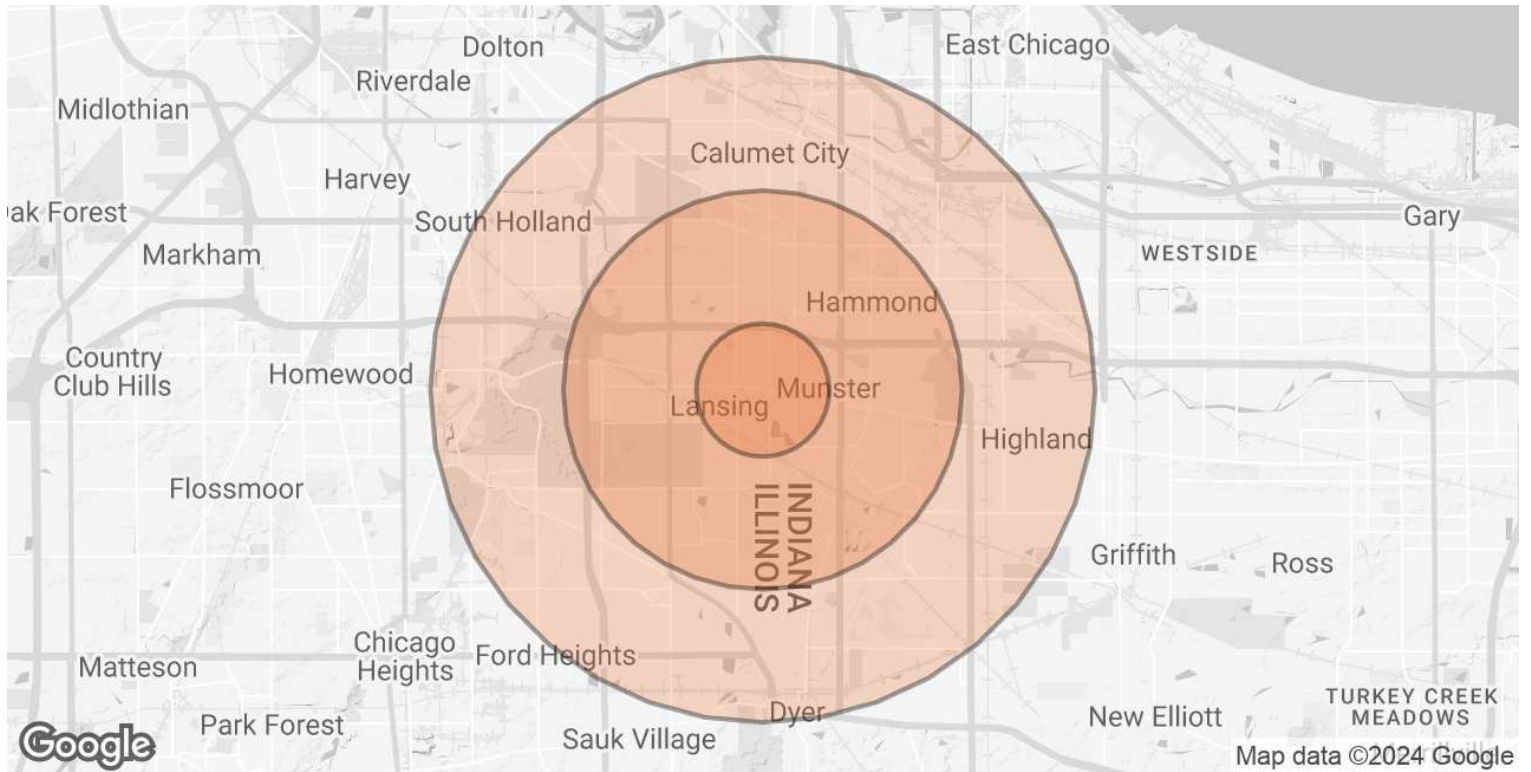 Dolton
East Chicago
Riverdale
Midlothian
Calumet City
Harvey
ak Forest
South Holland
Gary
Markham
WESTSIDE
Hammond
Country
Club Hills
Homewood
Munster
Lansing
Highland
Flossmoor
INDIANA
ILLINOIS
Griffith
Ross
Chicago
Heights
Ford Heights
Matteson
TURKEY CREEK
MEADOWS
Dyer
New Elliott
Park Forest
Sauk Village
Google
Map data ©2024 Google